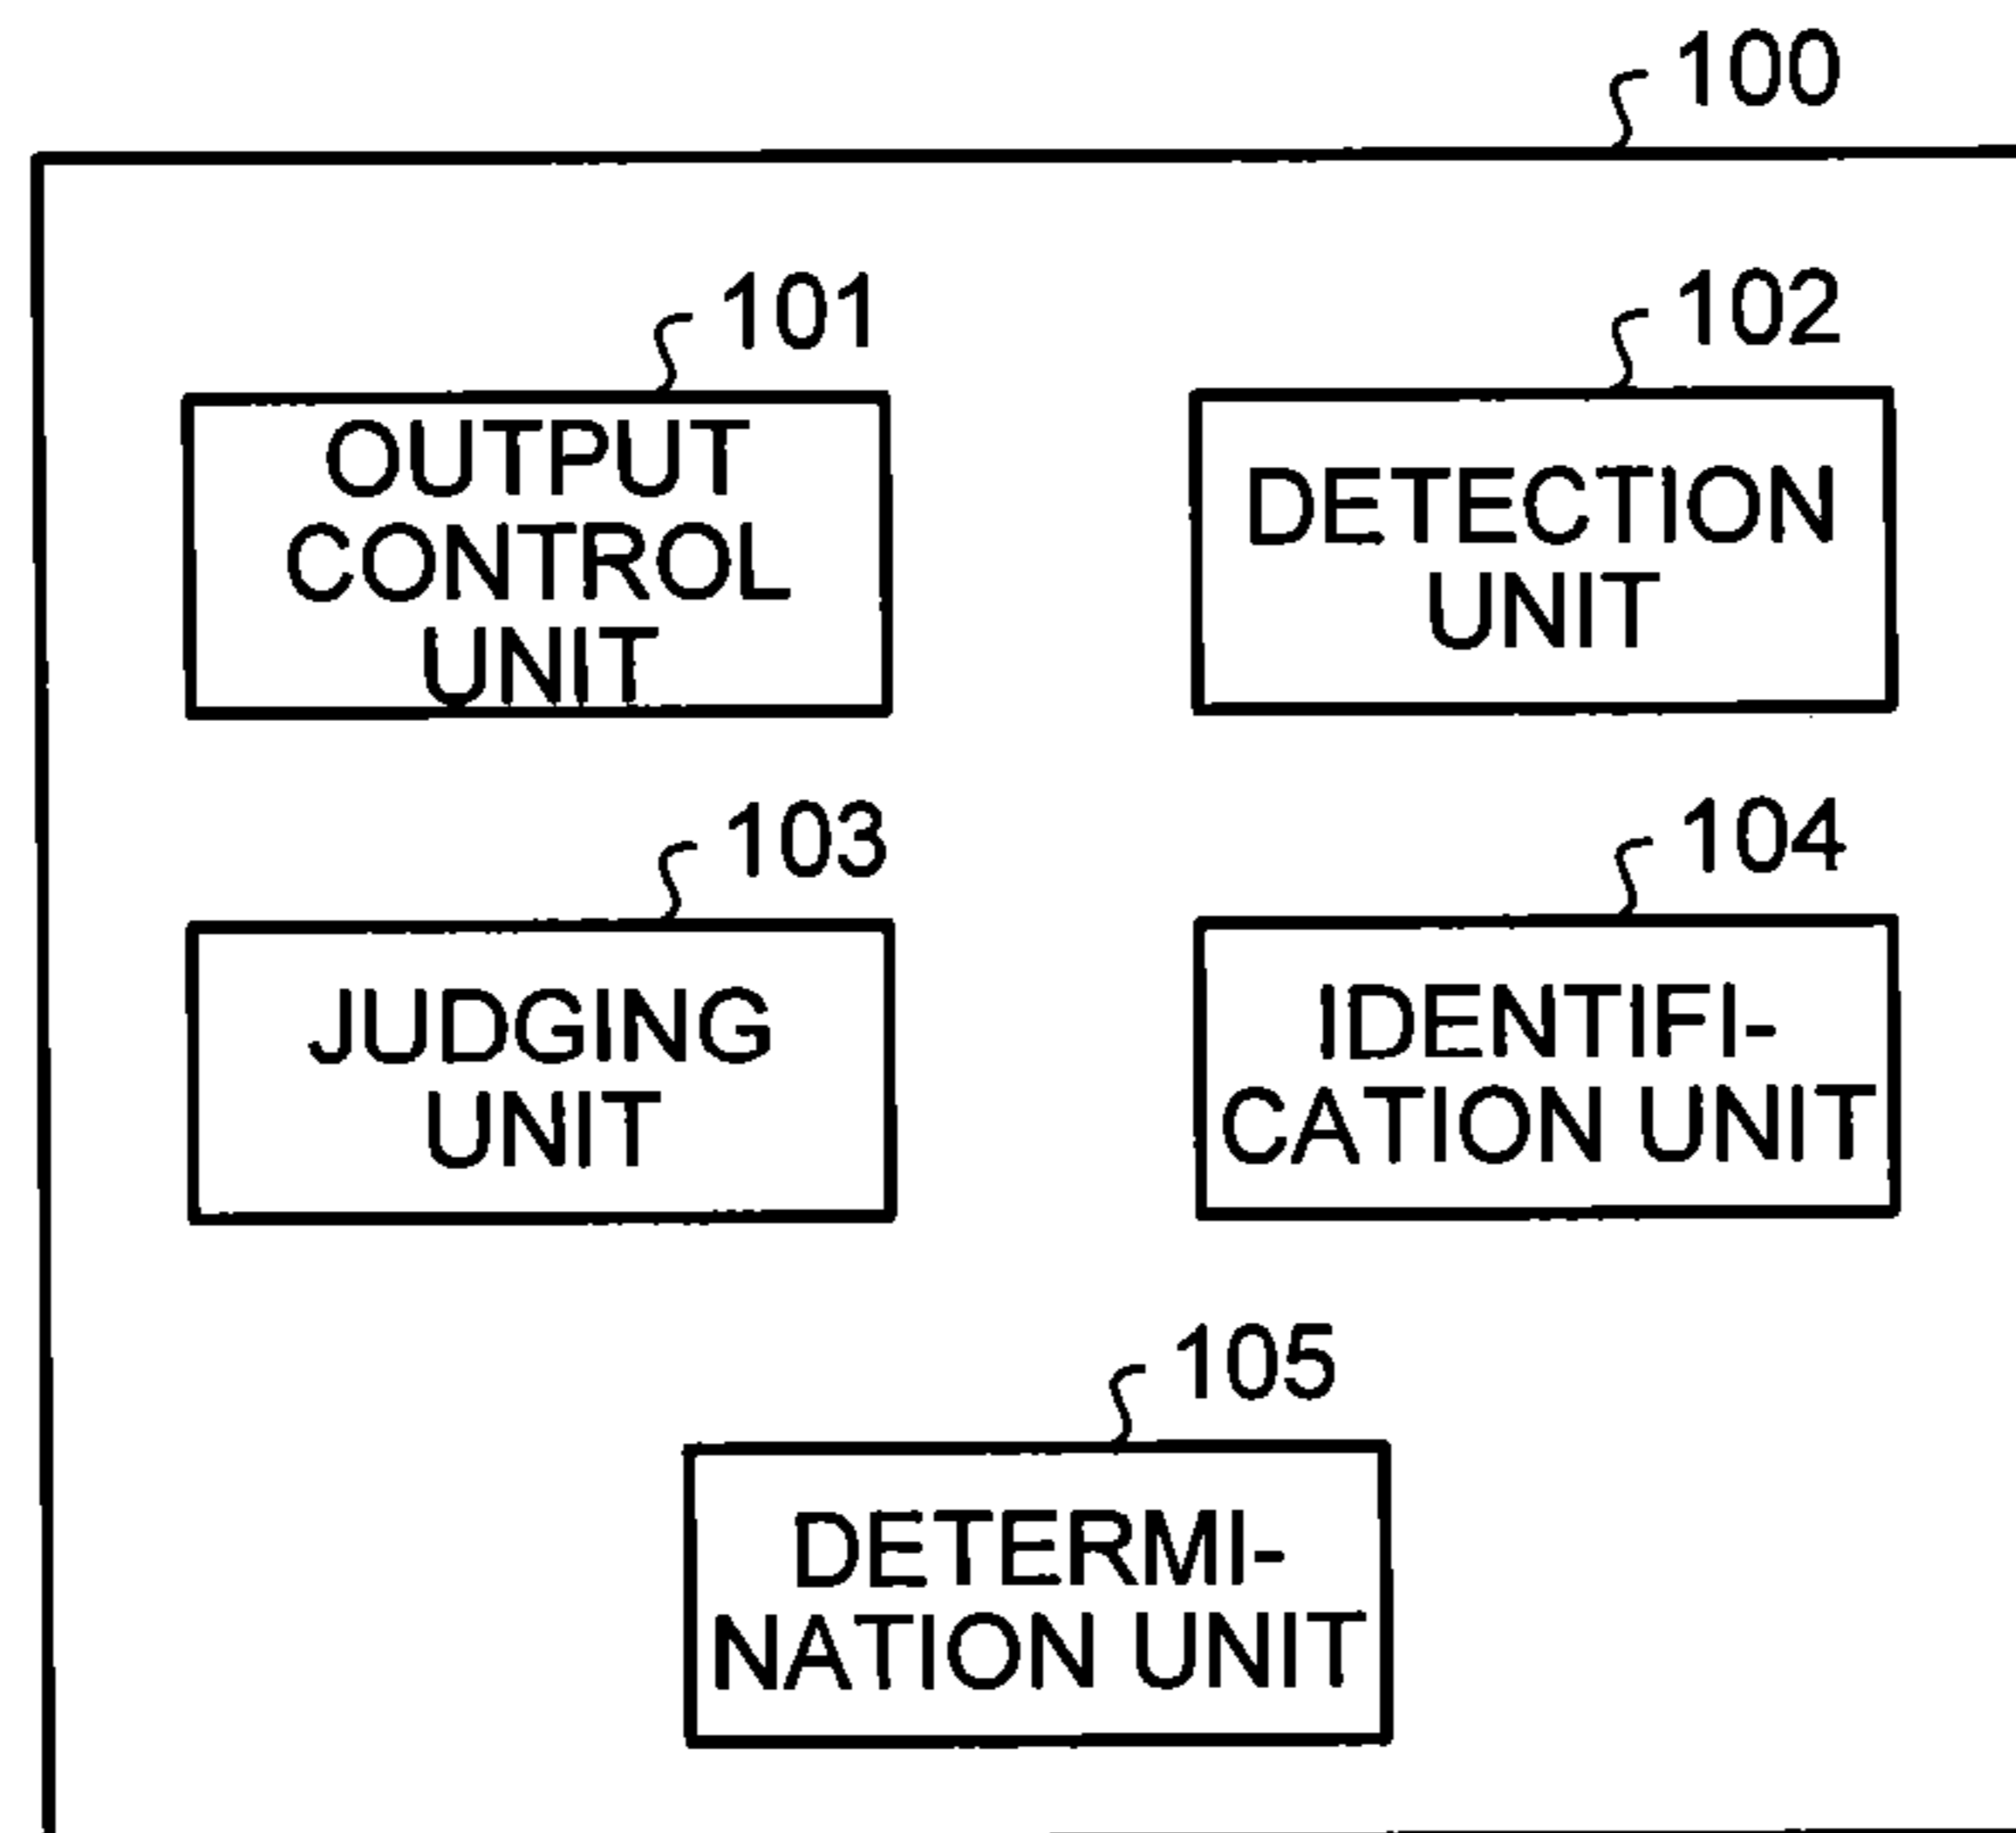 100
101
102
OUTPUT
CONTROL
UNIT
DETECTION
UNIT
103
104
JUDGING
UNIT
IDENTIFI-
CATION UNIT
105
DETERMI-
NATION UNIT